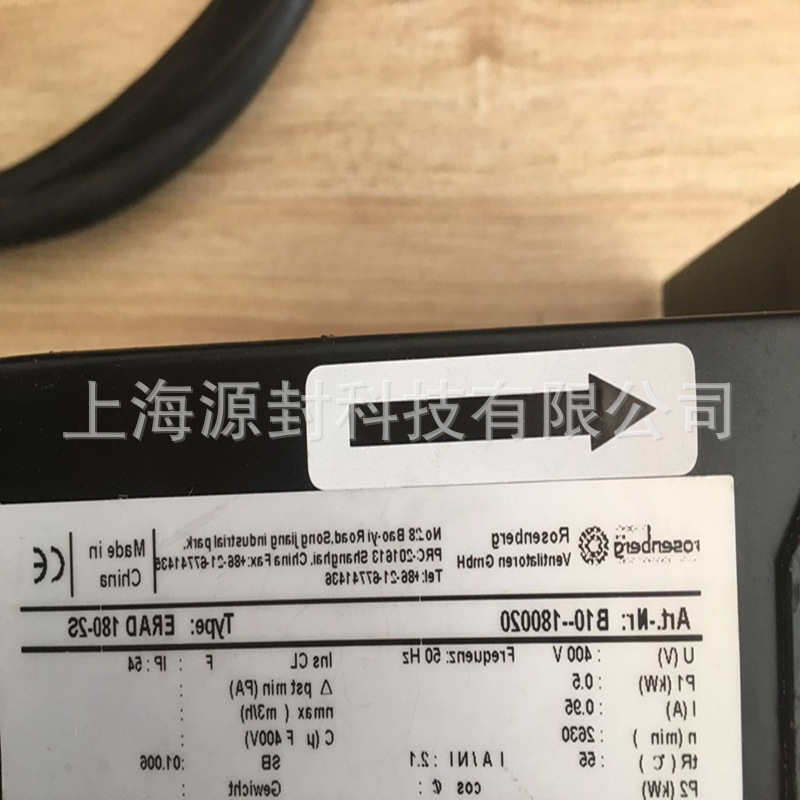 上海源封科技有限公司
rosenberg
Rosenberg
Ventilatoren GmbH
No.28 Bao-yi Road,Song jiang industrial park,
PRC-201613 Shanghai, China Fax:+86-21-67741435
Tel:+86-21-67741436
Made in
China
CE
Art.-Nr: B10--180020 Type: ERAD 180-2S
U (V) : 400 V Frequenz: 50 Hz Ins CL F IP : 54
P1 (kW) : 0.5 Δ pst min (PA) :
I (A) : 0.95 nmax ( m3/h) :
n (min ) : 2630 C (μ F 400V) :
tR ( ℃ ) : 55 I A / N I : 2.1 SB : 01.006
P2 (KW) cos ¢ : Gewicht